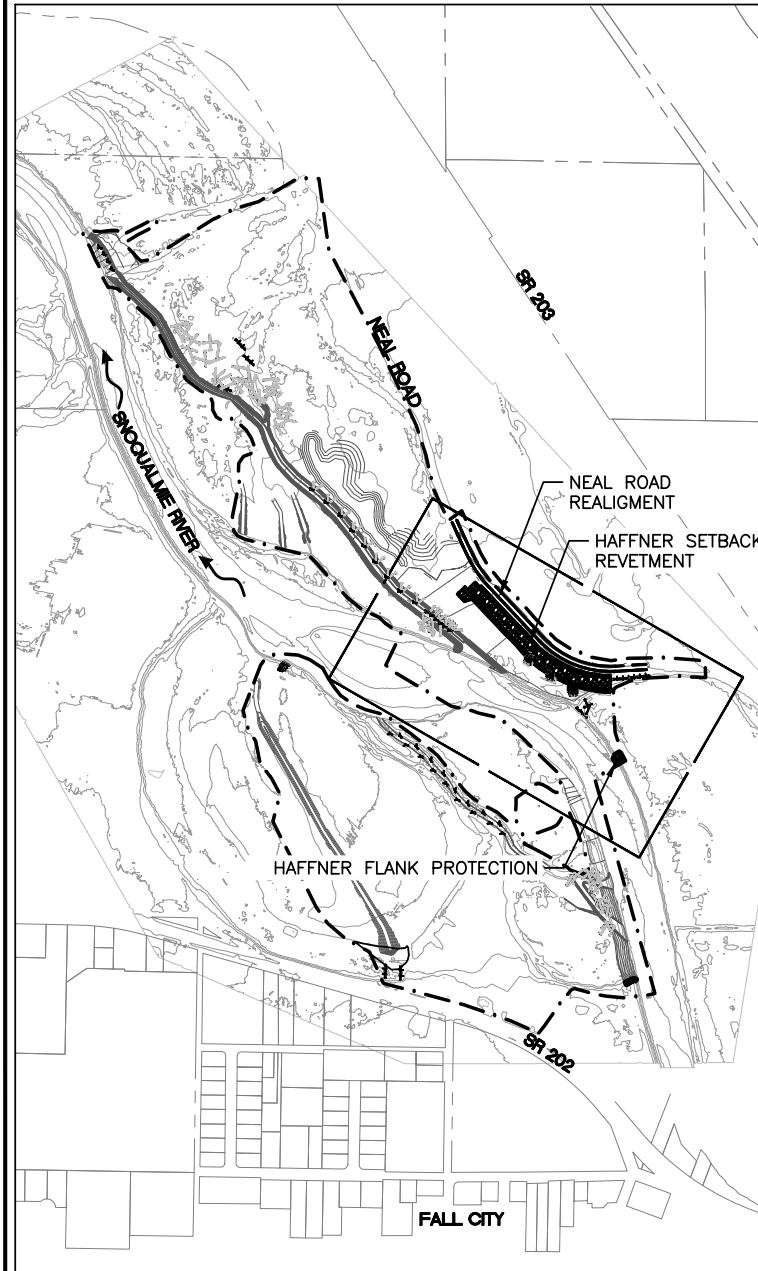 SR 203
NEAL ROAD
SNOQUALMIE RIVER
NEAL ROAD
REALIGMENT
HAFFNER SETBACK
REVETMENT
HAFFNER FLANK PROTECTION
SR 202
FALL CITY